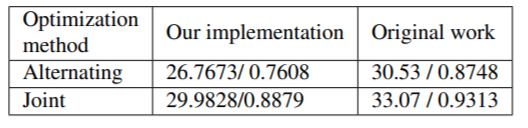 Optimization method Our implementation Original work
Alternating 26.7673/ 0.7608 30.53 / 0.8748
Joint 29.9828/0.8879 33.07 / 0.9313